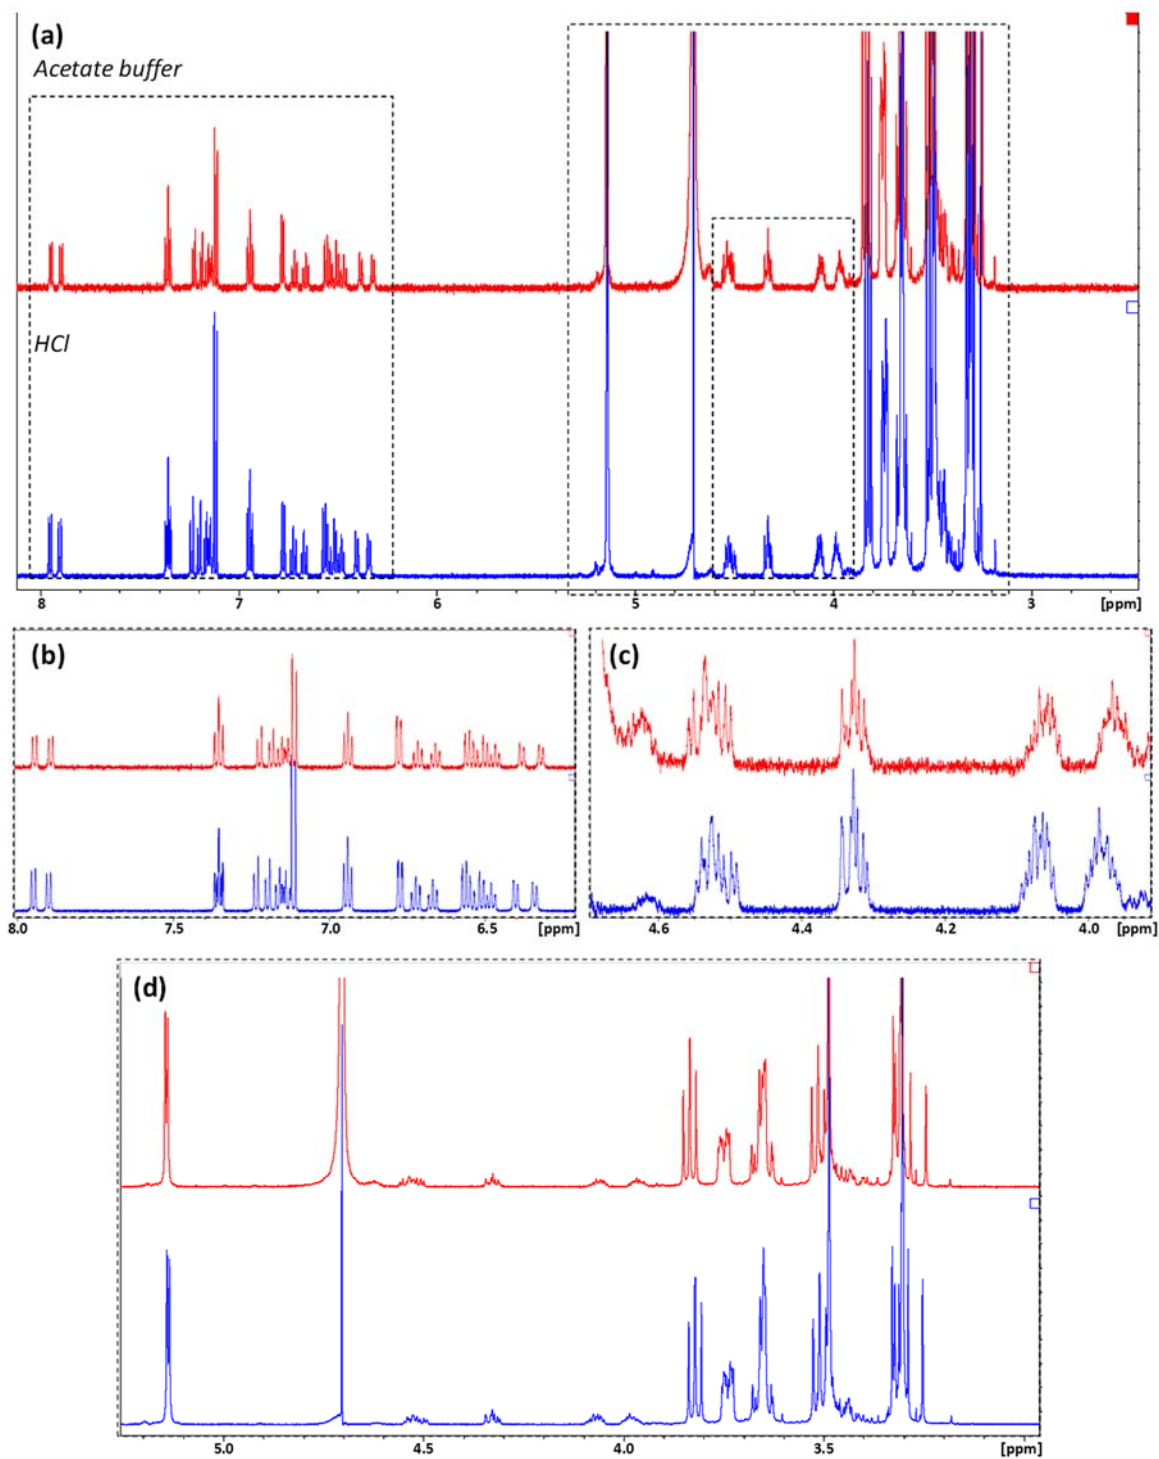 (a)
Acetate buffer
HCl
8 7 6 5 4 3 [ppm]
(b)
8.0 7.5 7.0 6.5 [ppm]
(c)
4.6 4.4 4.2 4.0 [ppm]
(d)
5.0 4.5 4.0 3.5 [ppm]